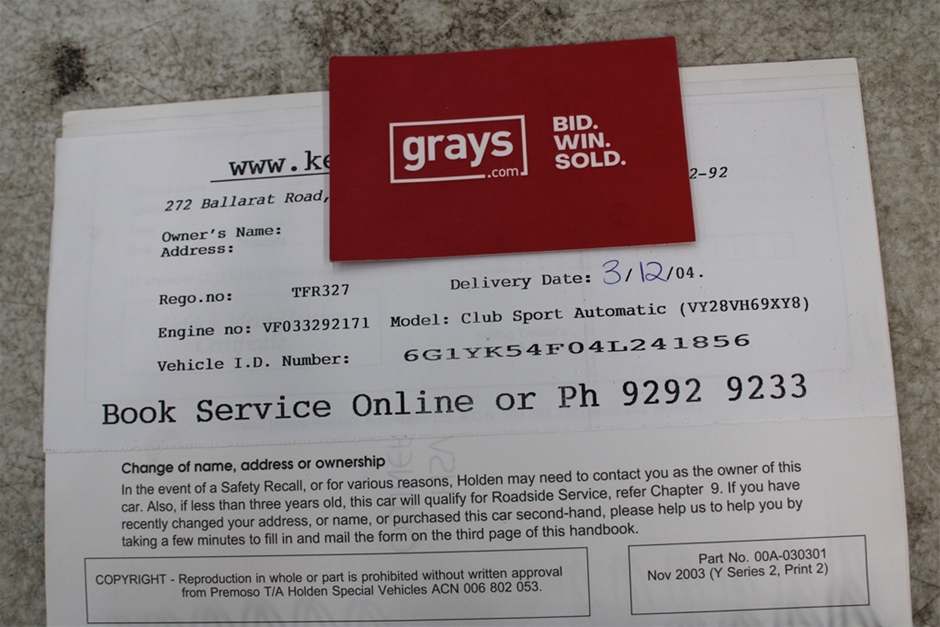 grays
.com
BID.
WIN.
SOLD.
www.ke
272 Ballarat Road,
2-92
Owner's Name:
Address:
Rego.no: TFR327 Delivery Date: 3/12/04.
Engine no: VF033292171 Model: Club Sport Automatic (VY28VH69XY8)
Vehicle I.D. Number: 6G1YK54F04L241856
Book Service Online or Ph 9292 9233
Change of name, address or ownership
In the event of a Safety Recall, or for various reasons, Holden may need to contact you as the owner of this
car. Also, if less than three years old, this car will qualify for Roadside Service, refer Chapter 9. If you have
recently changed your address, or name, or purchased this car second-hand, please help us to help you by
taking a few minutes to fill in and mail the form on the third page of this handbook.
COPYRIGHT - Reproduction in whole or part is prohibited without written approval
from Premoso T/A Holden Special Vehicles ACN 006 802 053.
Part No. 00A-030301
Nov 2003 (Y Series 2, Print 2)